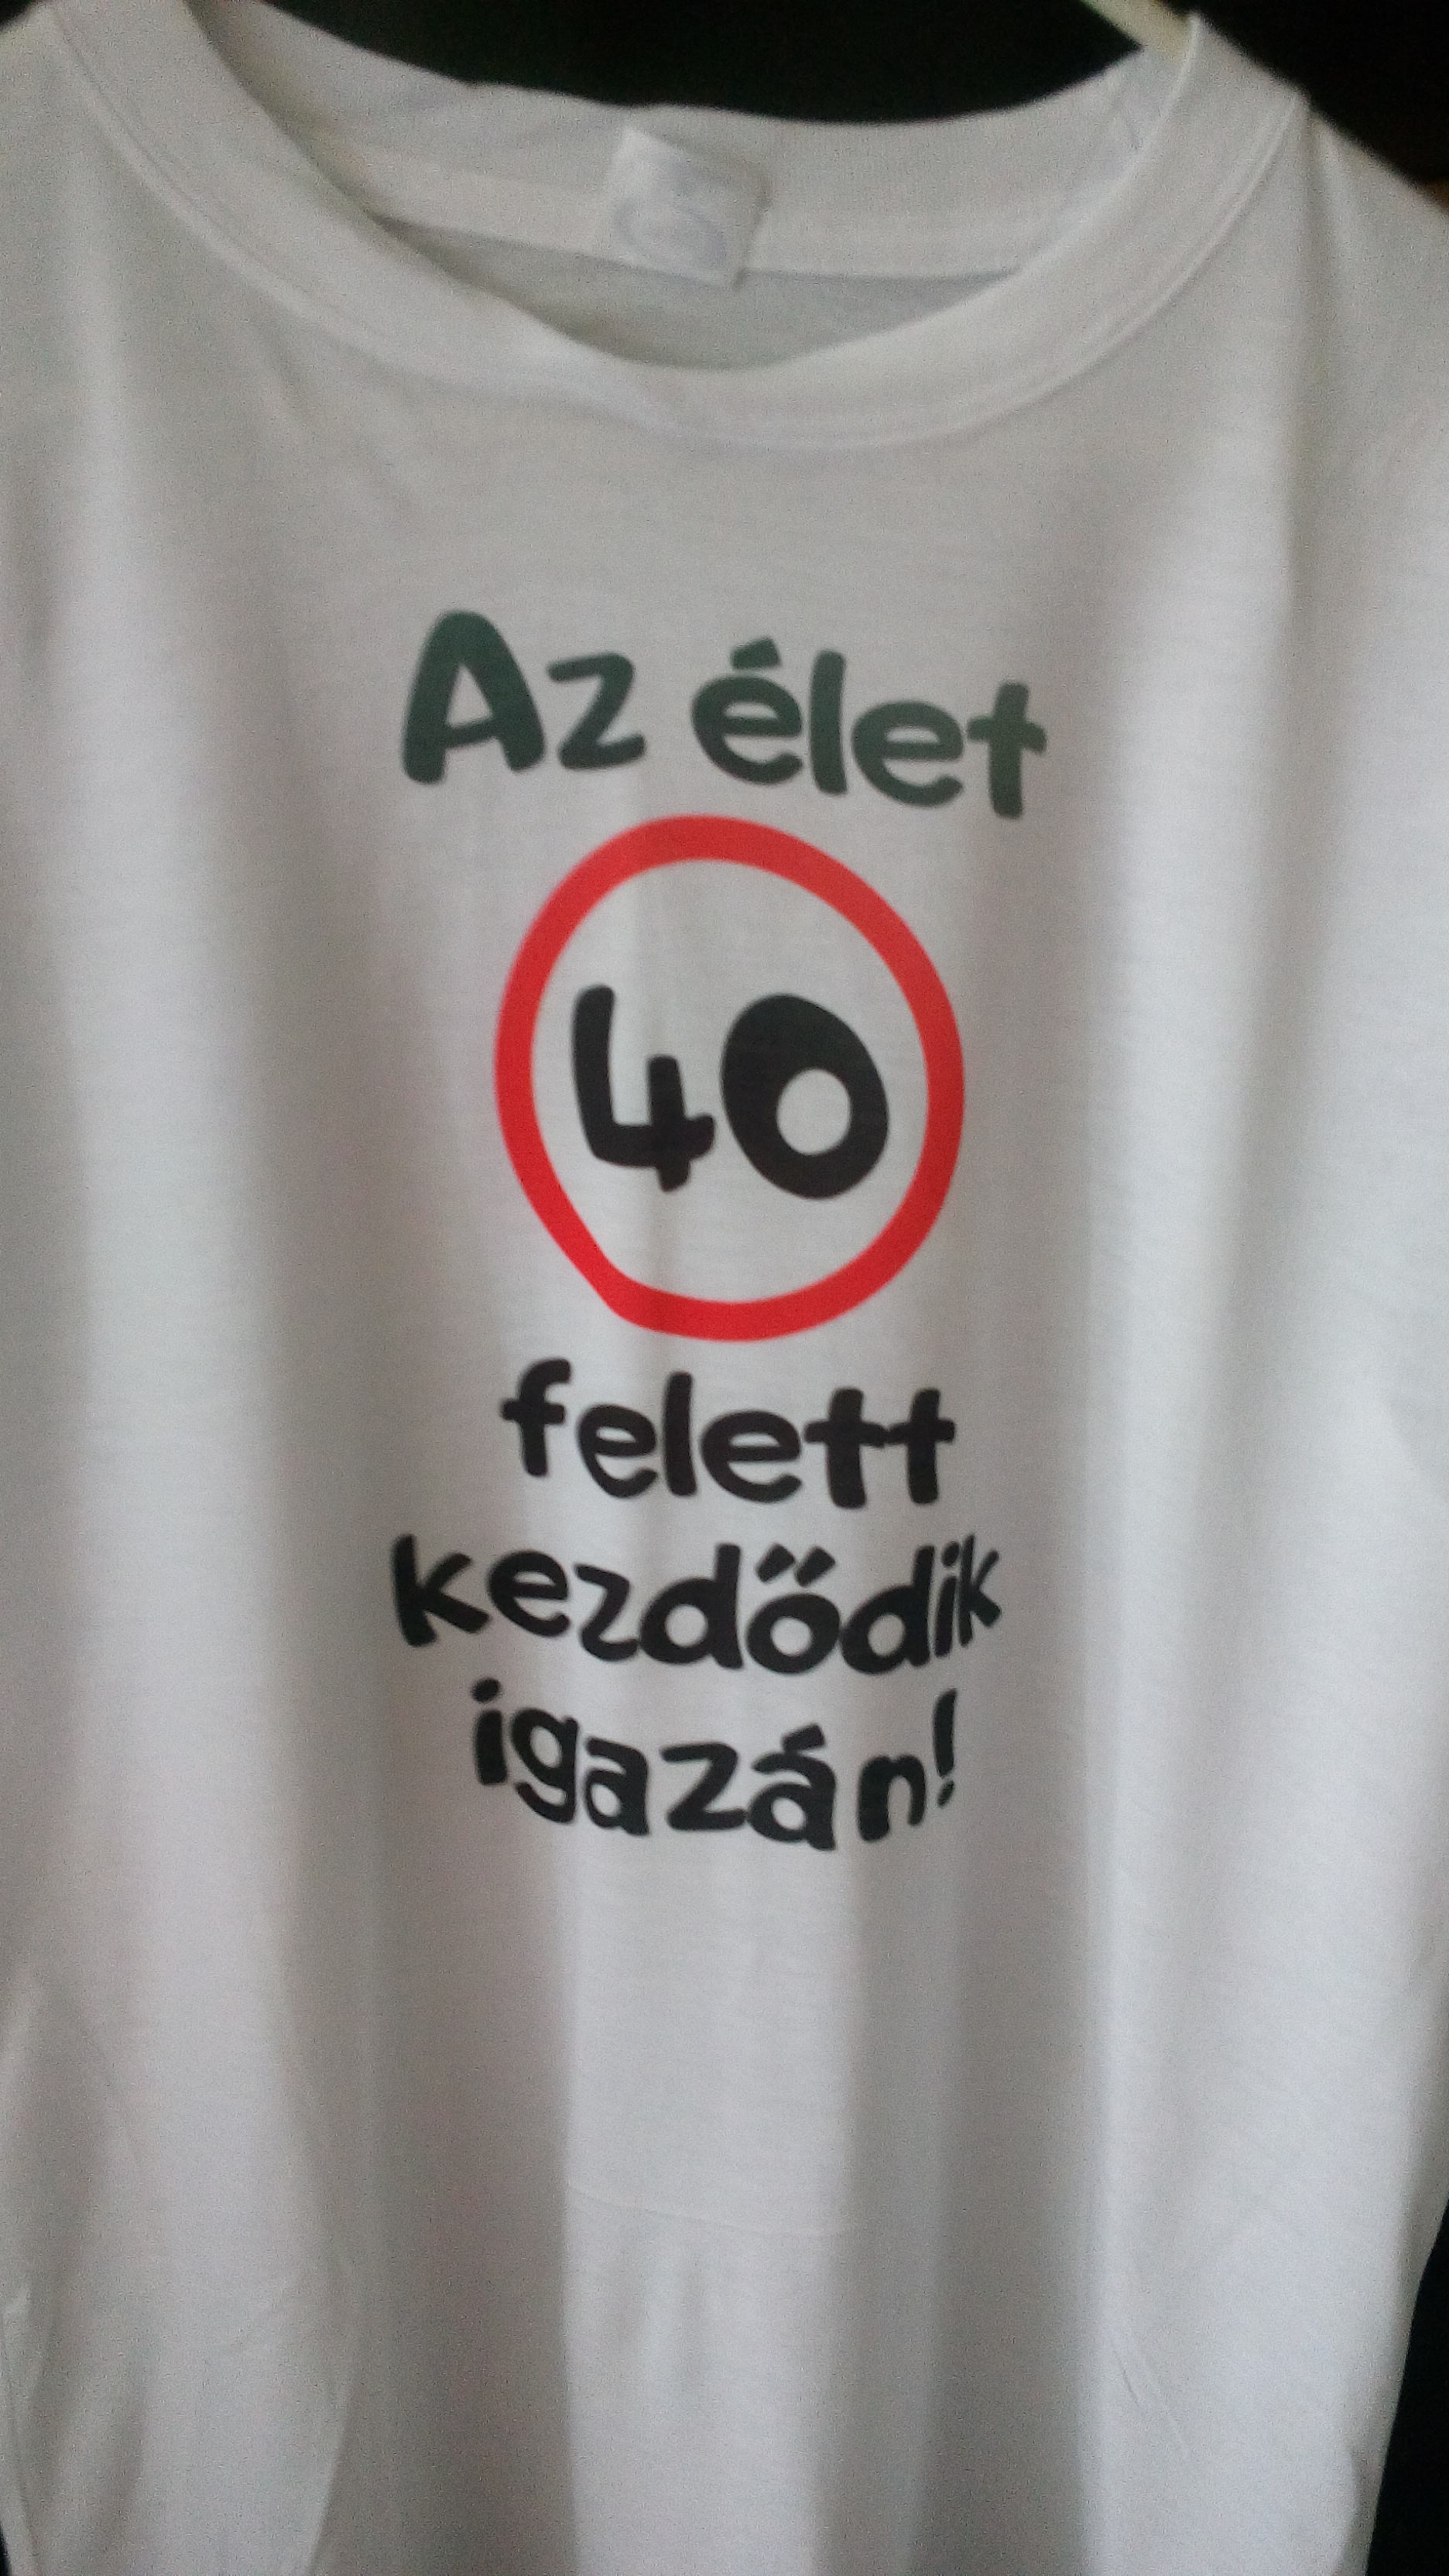 Az élet
40
felett
kezdődik
igazán!